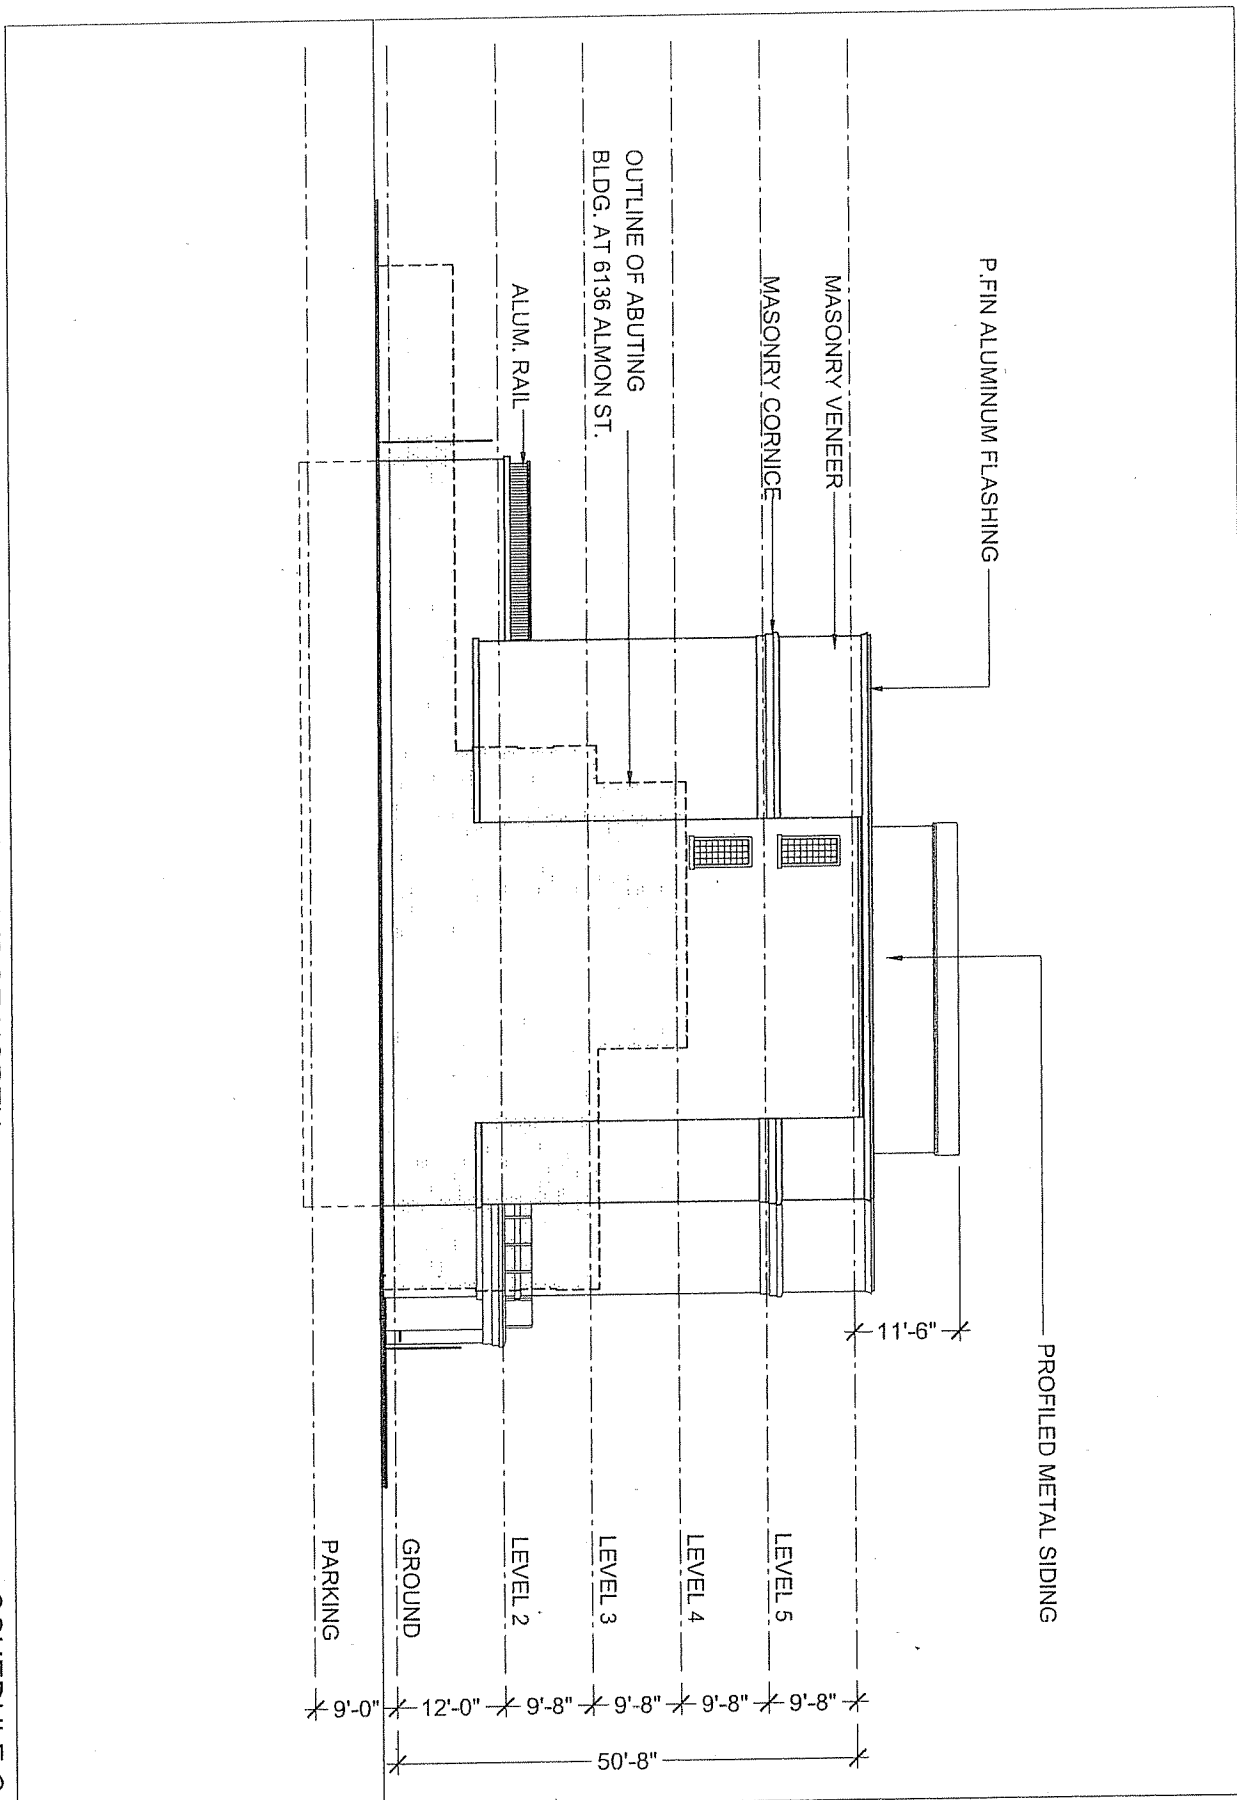 P.FIN ALUMINUM FLASHING
PROFILED METAL SIDING
MASONRY VENEER
MASONRY CORNICE
OUTLINE OF ABUTING
BLDG. AT 6136 ALMON ST.
ALUM. RAIL
11'-6"
LEVEL 5
LEVEL 4
LEVEL 3
LEVEL 2
GROUND
PARKING
9'-8"
9'-8"
9'-8"
9'-8"
12'-0"
9'-0"
50'-8"